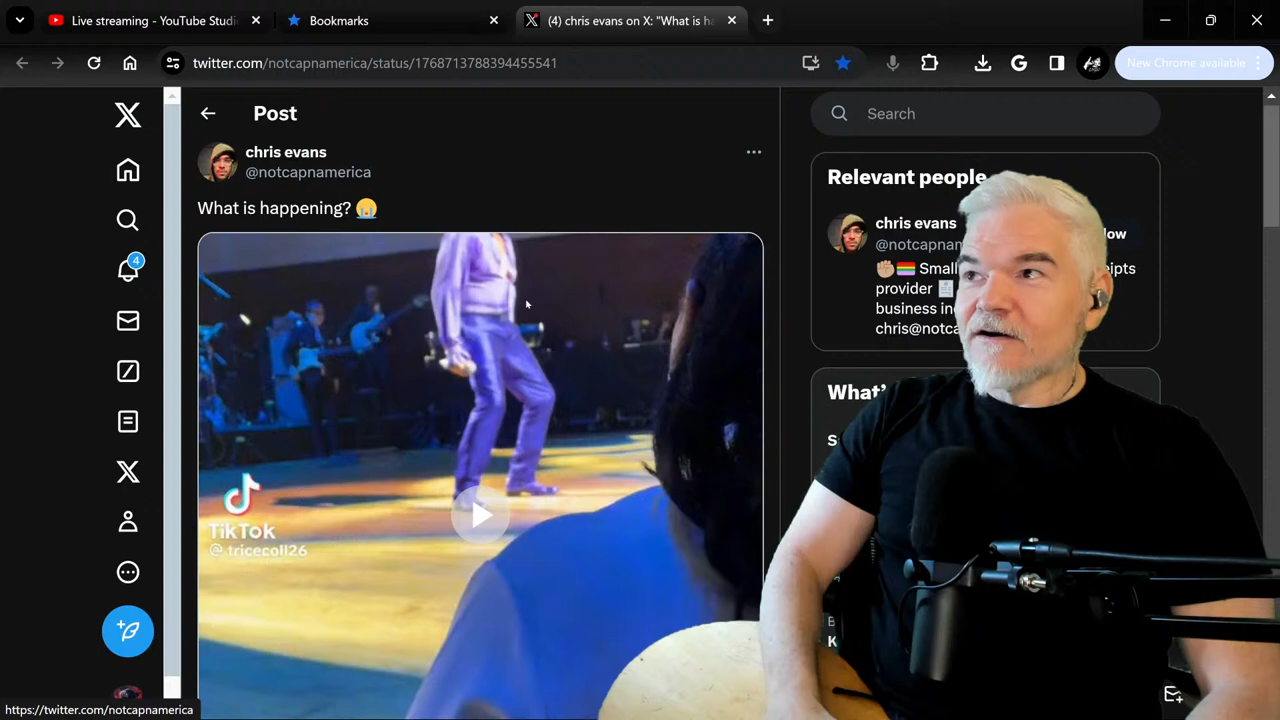 Live streaming - YouTube Studi
Bookmarks
(4) chris evans on X: "What is ha
twitter.com/notcapnamerica/status/1768713788394455541
New Chrome available
Post
Search
chris evans
@notcapnamerica
What is happening? 😭
Relevant people
chris evans
@notcapnam
low
✊🏼🏳️‍🌈 Small
eipts
provider 🧾
business in
chris@notca
What'
4
TikTok
@tricecoll26
https://twitter.com/notcapnamerica